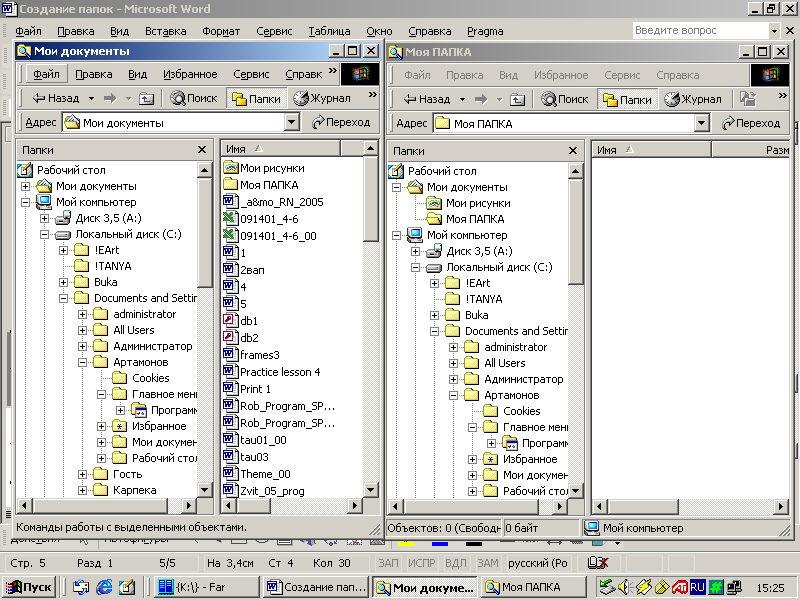 Создание папок - Microsoft Word
Файл Правка Вид Вставка Формат Сервис Таблица Окно Справка Pragma Введите вопрос
Мои документы
Файл Правка Вид Избранное Сервис Справк »
Назад Поиск Папки Журнал »
Адрес Мои документы Переход
Папки
Рабочий стол
Мои документы
Мой компьютер
Диск 3,5 (A:)
Локальный диск (C:)
!EArt
!TANYA
Buka
Documents and Settin
administrator
All Users
Администратор
Артамонов
Cookies
Главное мен
Програм
Избранное
Мои докумен
Рабочий стол
Гость
Карпека
Имя
Мои рисунки
Моя ПАПКА
_a&mo_RN_2005
091401_4-6
091401_4-6_00
1
2вап
4
5
db1
db2
frames3
Practice lesson 4
Print 1
Rob_Program_SP...
Rob_Program_SP...
tau01_00
tau03
Theme_00
Zvit_05_prog
Команды работы с выделенными объектами.
Моя ПАПКА
Файл Правка Вид Избранное Сервис Справка
Назад Поиск Папки Журнал »
Адрес Моя ПАПКА Переход
Папки
Рабочий стол
Мои документы
Мои рисунки
Моя ПАПКА
Мой компьютер
Диск 3,5 (A:)
Локальный диск (C:)
!EArt
!TANYA
Buka
Documents and Settin
administrator
All Users
Администратор
Артамонов
Cookies
Главное мен
Програм
Избранное
Мои докумен
Рабочий стол
Имя Разм
Объектов: 0 (Свободн 0 байт Мой компьютер
Стр. 5 Разд 1 5/5 На 3,4см Ст 4 Кол 30 ЗАП ИСПР ВДЛ ЗАМ русский (Ро
Пуск {K:\} - Far Создание пап... Мои докуме... Моя ПАПКА RU 15:25